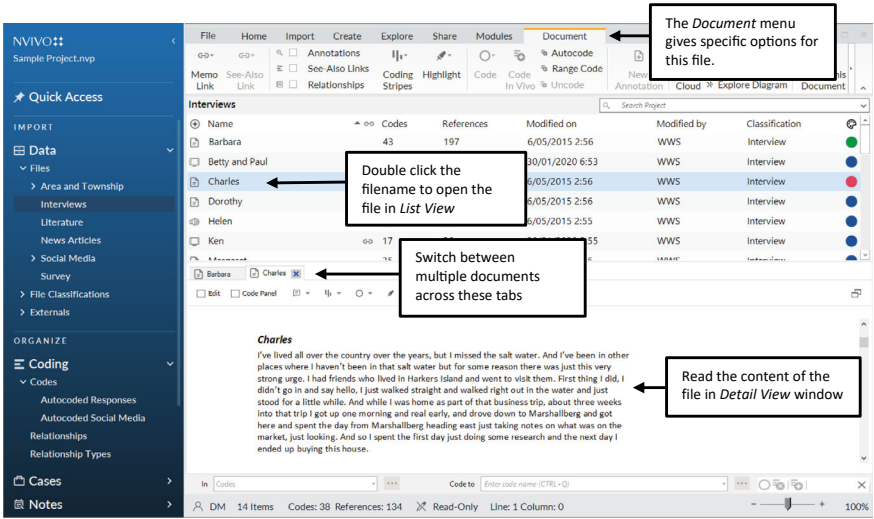 NVIVO
Sample Project.nvp
Quick Access
IMPORT
Data
Files
Area and Township
Interviews
Literature
News Articles
Social Media
Survey
File Classifications
Externals
ORGANIZE
Coding
Codes
Autocoded Responses
Autocoded Social Media
Relationships
Relationship Types
Cases
Notes
File Home Import Create Explore Share Modules Document
Annotations
See-Also Links
Relationships
Memo Link
See-Also Link
Coding Stripes
Highlight
Code
Code In Vivo
Autocode
Range Code
Uncode
New Annotation
Cloud
Explore Diagram
Document
The Document menu
gives specific options for
this file.
Interviews
Search Project
Name Codes References Modified on Modified by Classification
Barbara 43 197 6/05/2015 2:56 WWS Interview
Betty and Paul 30/01/2020 6:53 WWS Interview
Charles 6/05/2015 2:56 WWS Interview
Dorothy 6/05/2015 2:56 WWS Interview
Helen 6/05/2015 2:55 WWS Interview
Ken 17 WWS Interview
Double click the
filename to open the
file in List View
Switch between
multiple documents
across these tabs
Barbara Charles
Edit Code Panel
Charles
I've lived all over the country over the years, but I missed the salt water. And I've been in other
places where I haven't been in that salt water but for some reason there was just this very
strong urge. I had friends who lived in Harkers Island and went to visit them. First thing I did, I
didn't go in and say hello, I just walked straight and walked right out in the water and just
stood for a little while. And while I was home as part of that business trip, about three weeks
into that trip I got up one morning and real early, and drove down to Marshallberg and got
here and spent the day from Marshallberg heading east just taking notes on what was on the
market, just looking. And so I spent the first day just doing some research and the next day I
ended up buying this house.
Read the content of the
file in Detail View window
In Codes Code to Enter code name (CTRL+Q)
DM 14 Items Codes: 38 References: 134 Read-Only Line: 1 Column: 0 100%